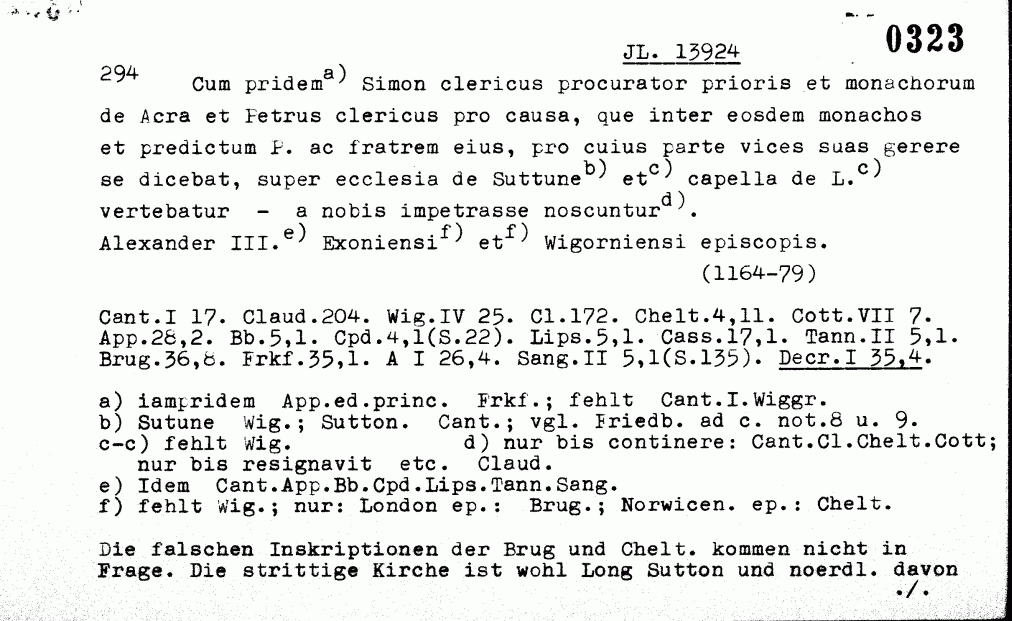 0323
JL. 13924
294 Cum pridem a) Simon clericus procurator prioris et monachorum
de Acra et Petrus clericus pro causa, que inter eosdem monachos
et predictum P. ac fratrem eius, pro cuius parte vices suas gerere
se dicebat, super ecclesia de Suttune b) et c) capella de L. c)
vertebatur - a nobis impetrasse noscuntur d).
Alexander III. e) Exoniensi f) et f) Wigorniensi episcopis.
(1164-79)
Cant.I 17. Claud.204. Wig.IV 25. Cl.172. Chelt.4,11. Cott.VII 7.
App.28,2. Bb.5,1. Cpd.4,1(S.22). Lips.5,1. Cass.17,1. Tann.II 5,1.
Brug.36,8. Frkf.35,1. A I 26,4. Sang.II 5,1(S.135). Decr.I 35,4.
a) iampridem App.ed.princ. Frkf.; fehlt Cant.I.Wiggr.
b) Sutune Wig.; Sutton. Cant.; vgl. Friedb. ad c. not.8 u. 9.
c-c) fehlt Wig. d) nur bis continere: Cant.Cl.Chelt.Cott;
nur bis resignavit etc. Claud.
e) Idem Cant.App.Bb.Cpd.Lips.Tann.Sang.
f) fehlt Wig.; nur: London ep.: Brug.; Norwicen. ep.: Chelt.
Die falschen Inskriptionen der Brug und Chelt. kommen nicht in
Frage. Die strittige Kirche ist wohl Long Sutton und noerdl. davon
./.